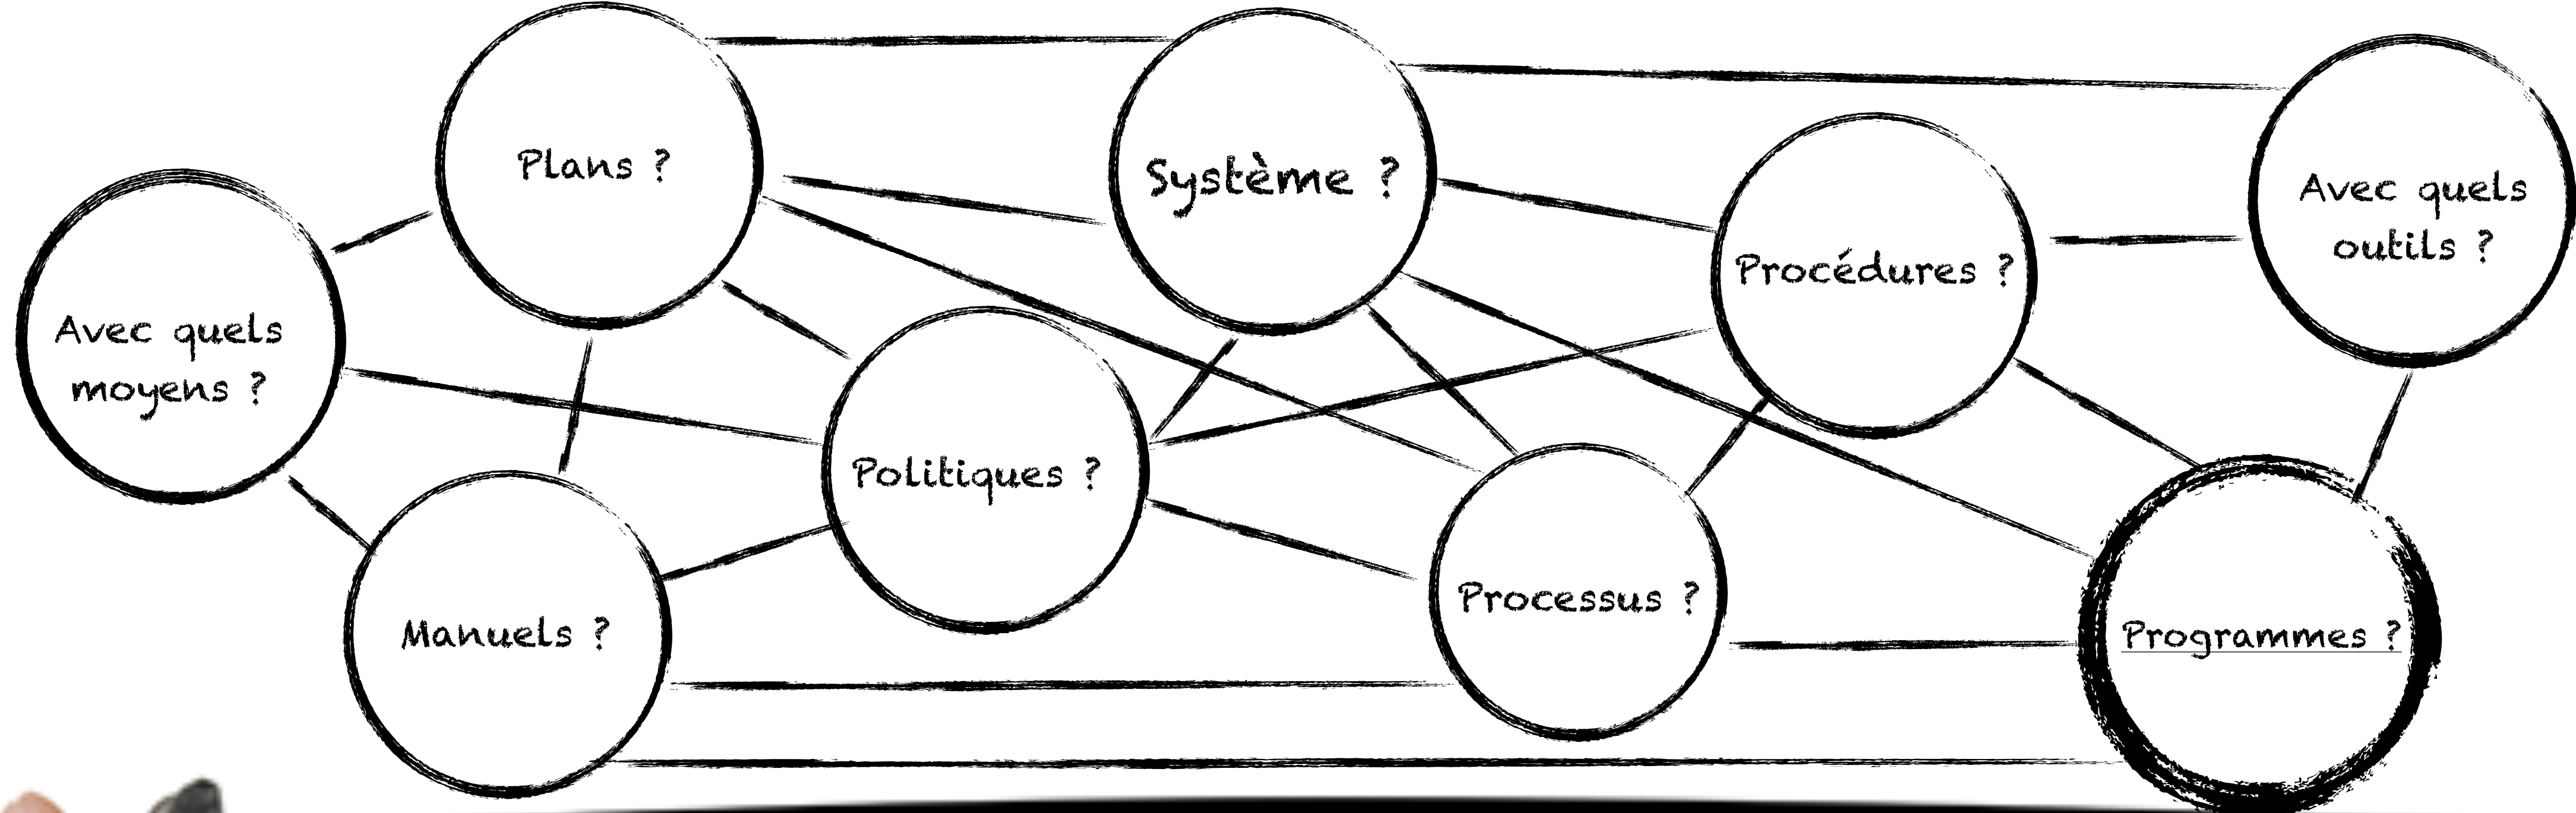 Plans ?
Système ?
Avec quels
outils ?
Procédures ?
Avec quels
moyens ?
Politiques ?
Processus ?
Manuels ?
Programmes ?